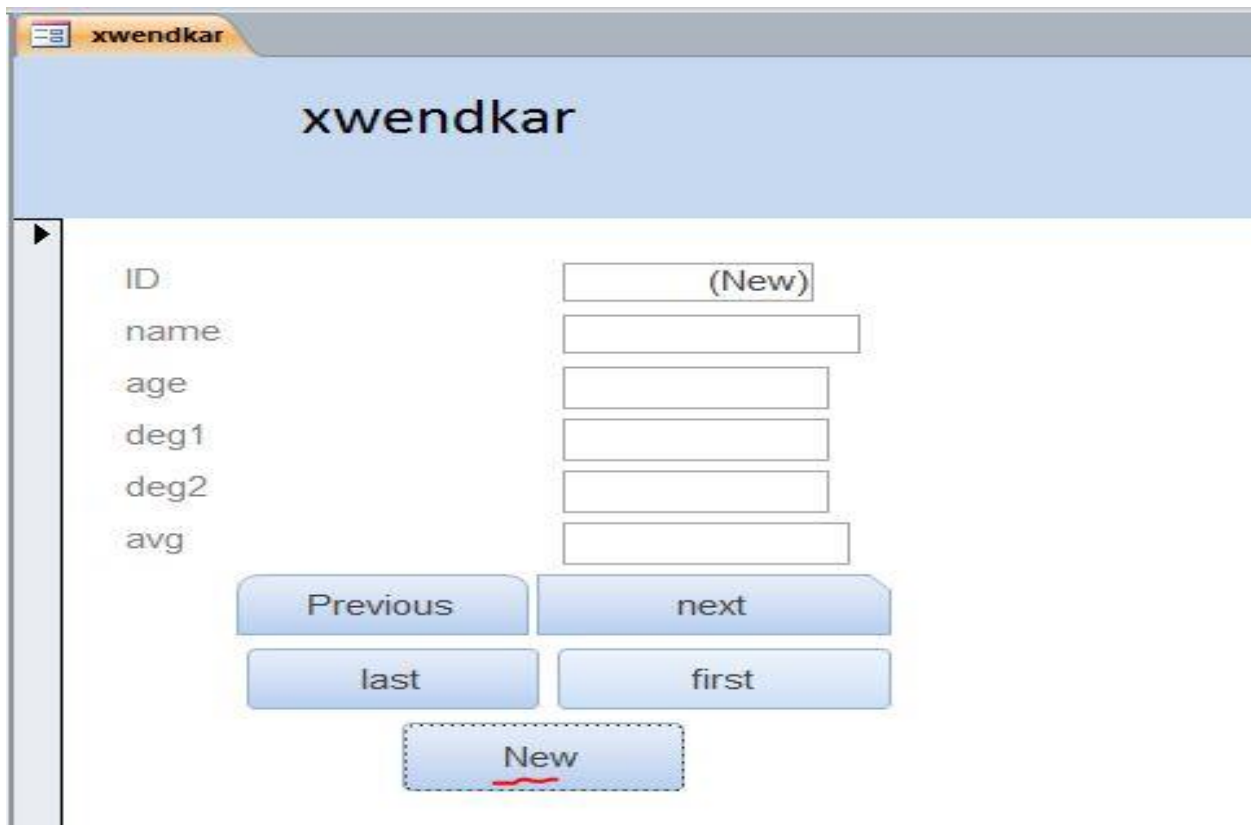 xwendkar
xwendkar
ID (New)
name
age
deg1
deg2
avg
Previous next
last first
New